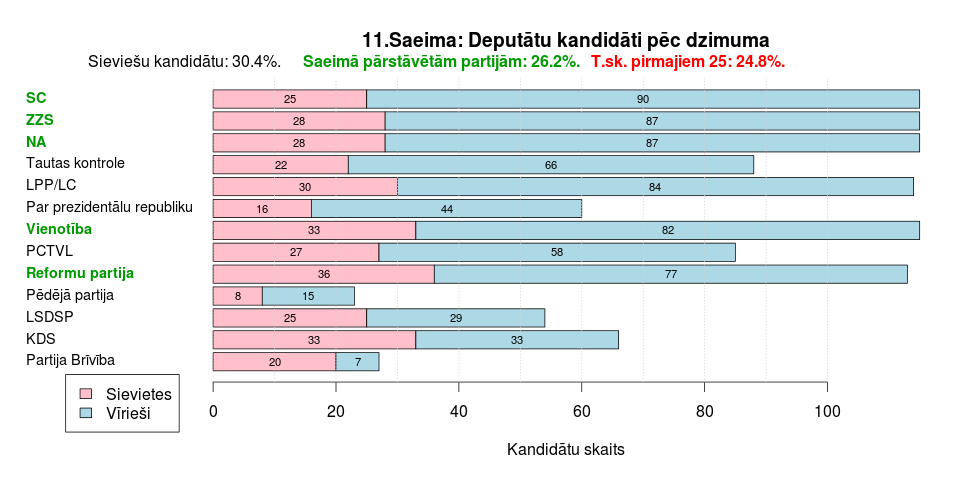 11.Saeima: Deputātu kandidāti pēc dzimuma
Sieviešu kandidātu: 30.4%. Saeimā pārstāvētām partijām: 26.2%. T.sk. pirmajiem 25: 24.8%.
SC 25 90
ZZS 28 87
NA 28 87
Tautas kontrole 22 66
LPP/LC 30 84
Par prezidentālu republiku 16 44
Vienotība 33 82
PCTVL 27 58
Reformu partija 36 77
Pēdējā partija 8 15
LSDSP 25 29
KDS 33 33
Partija Brīvība 20 7
Sievietes
Vīrieši
0 20 40 60 80 100
Kandidātu skaits